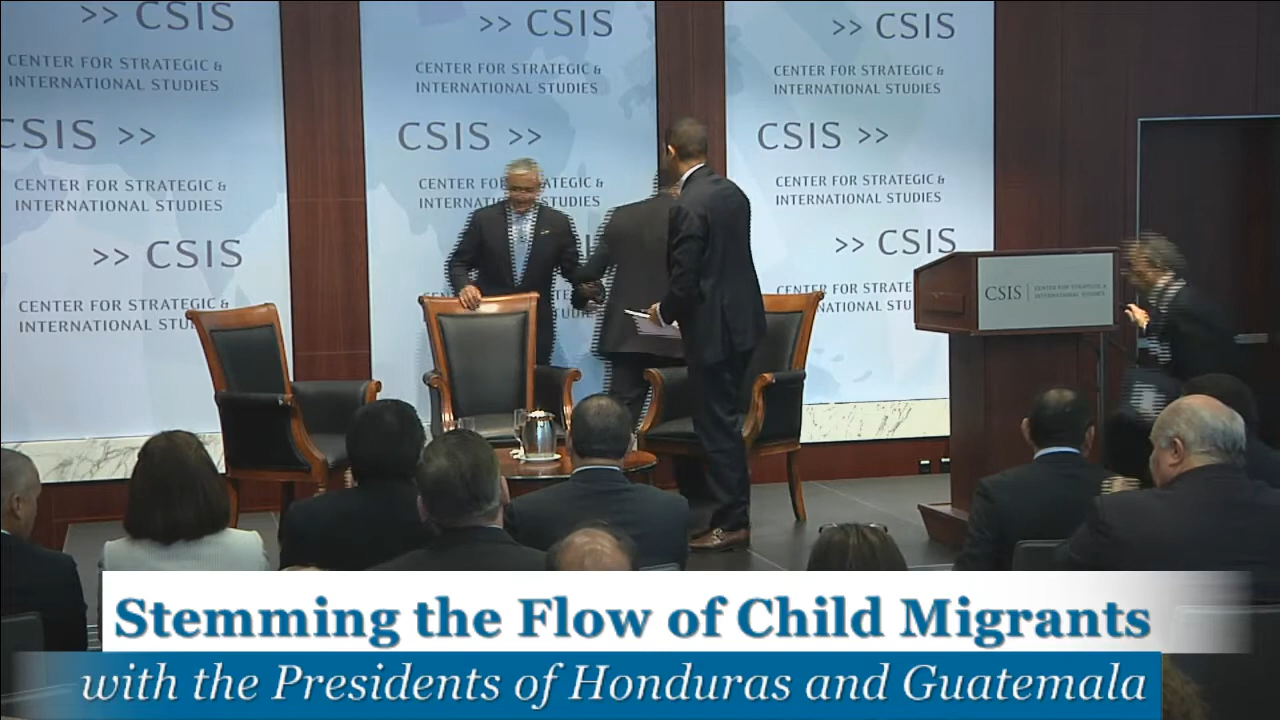 >> CSIS
CENTER FOR STRATEGIC &
INTERNATIONAL STUDIES
CSIS >>
CENTER FOR STRATEGIC &
INTERNATIONAL STUDIES
>> CSIS
CENTER FOR STRATEGIC &
INTERNATIONAL
>> CSIS
CENTER FOR STRATEGIC &
INTERNATIONAL STUDIES
CSIS >>
CENTER FOR STRATEGIC &
STUDIES
>> CSIS
CENTER FOR STRATEGIC &
INTERNATIONAL STUDIES
CSIS >>
CENTER FOR STRATEGIC &
INTERNATIONAL STUDIES
>> CSIS
CENTER FOR
CSIS
CENTER FOR STRATEGIC &
INTERNATIONAL STUDIES
Stemming the Flow of Child Migrants
with the Presidents of Honduras and Guatemala